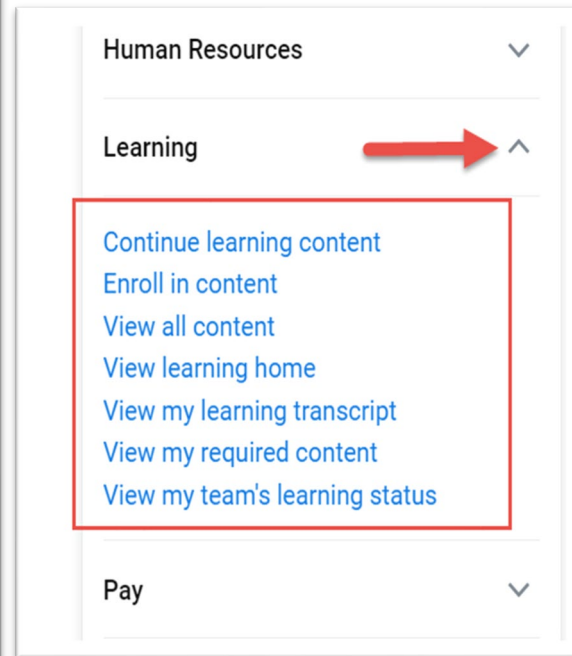 Human Resources
Learning
Continue learning content
Enroll in content
View all content
View learning home
View my learning transcript
View my required content
View my team's learning status
Pay